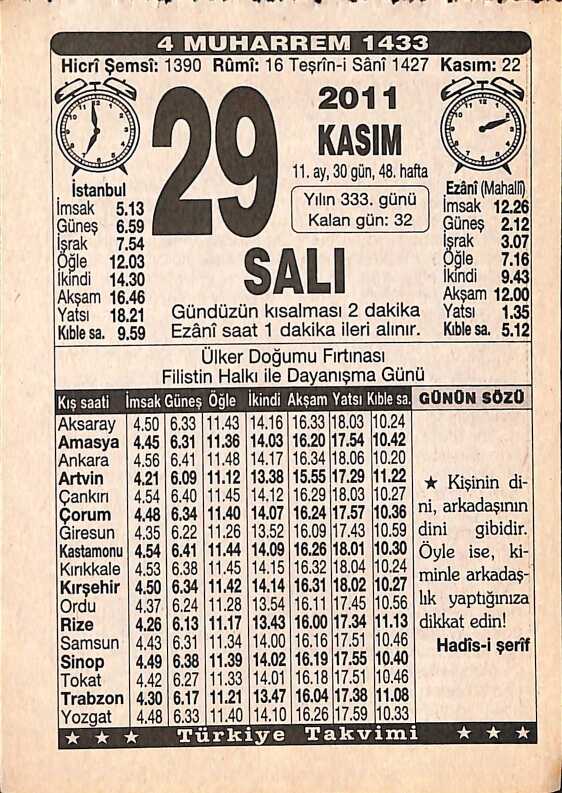 4 MUHARREM 1433
Hicrî Şemsî: 1390 Rûmî: 16 Teşrîn-i Sânî 1427 Kasım: 22
29
2011
KASIM
11. ay, 30 gün, 48. hafta
Yılın 333. günü
Kalan gün: 32
SALI
Gündüzün kısalması 2 dakika
Ezânî saat 1 dakika ileri alınır.
İstanbul
İmsak 5.13
Güneş 6.59
İşrak 7.54
Öğle 12.03
İkindi 14.30
Akşam 16.46
Yatsı 18.21
Kıble sa. 9.59
Ezânî (Mahallî)
İmsak 12.26
Güneş 2.12
İşrak 3.07
Öğle 7.16
İkindi 9.43
Akşam 12.00
Yatsı 1.35
Kıble sa. 5.12
Ülker Doğumu Fırtınası
Filistin Halkı ile Dayanışma Günü
Kış saati İmsak Güneş Öğle İkindi Akşam Yatsı Kıble sa.
Aksaray 4.50 6.33 11.43 14.16 16.33 18.03 10.24
Amasya 4.45 6.31 11.36 14.03 16.20 17.54 10.42
Ankara 4.56 6.41 11.48 14.17 16.34 18.06 10.20
Artvin 4.21 6.09 11.12 13.38 15.55 17.29 11.22
Çankırı 4.54 6.40 11.45 14.12 16.29 18.03 10.27
Çorum 4.48 6.34 11.40 14.07 16.24 17.57 10.36
Giresun 4.35 6.22 11.26 13.52 16.09 17.43 10.59
Kastamonu 4.54 6.41 11.44 14.09 16.26 18.01 10.30
Kırıkkale 4.53 6.38 11.45 14.15 16.32 18.04 10.24
Kırşehir 4.50 6.34 11.42 14.14 16.31 18.02 10.27
Ordu 4.37 6.24 11.28 13.54 16.11 17.45 10.56
Rize 4.26 6.13 11.17 13.43 16.00 17.34 11.13
Samsun 4.43 6.31 11.34 14.00 16.16 17.51 10.46
Sinop 4.49 6.38 11.39 14.02 16.19 17.55 10.40
Tokat 4.42 6.27 11.33 14.01 16.18 17.51 10.46
Trabzon 4.30 6.17 11.21 13.47 16.04 17.38 11.08
Yozgat 4.48 6.33 11.40 14.10 16.26 17.59 10.33
GÜNÜN SÖZÜ
★ Kişinin di-
ni, arkadaşının
dini gibidir.
Öyle ise, ki-
minle arkadaş-
lık yaptığınıza
dikkat edin!
Hadîs-i şerîf
★ ★ ★ Türkiye Takvimi ★ ★ ★